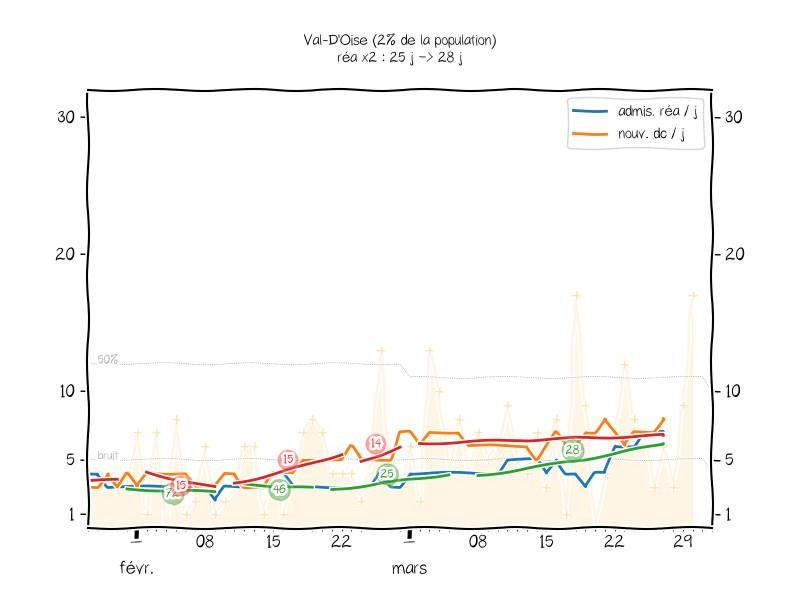 Val-D'Oise (2% de la population)
réa x2 : 25 j -> 28 j
admis. réa / j
nouv. dc / j
30 30
20 20
50%
10 10
15 14 28
bruit
5 5
15 46 25
1 1
08 15 22 08 15 22 29
févr. mars